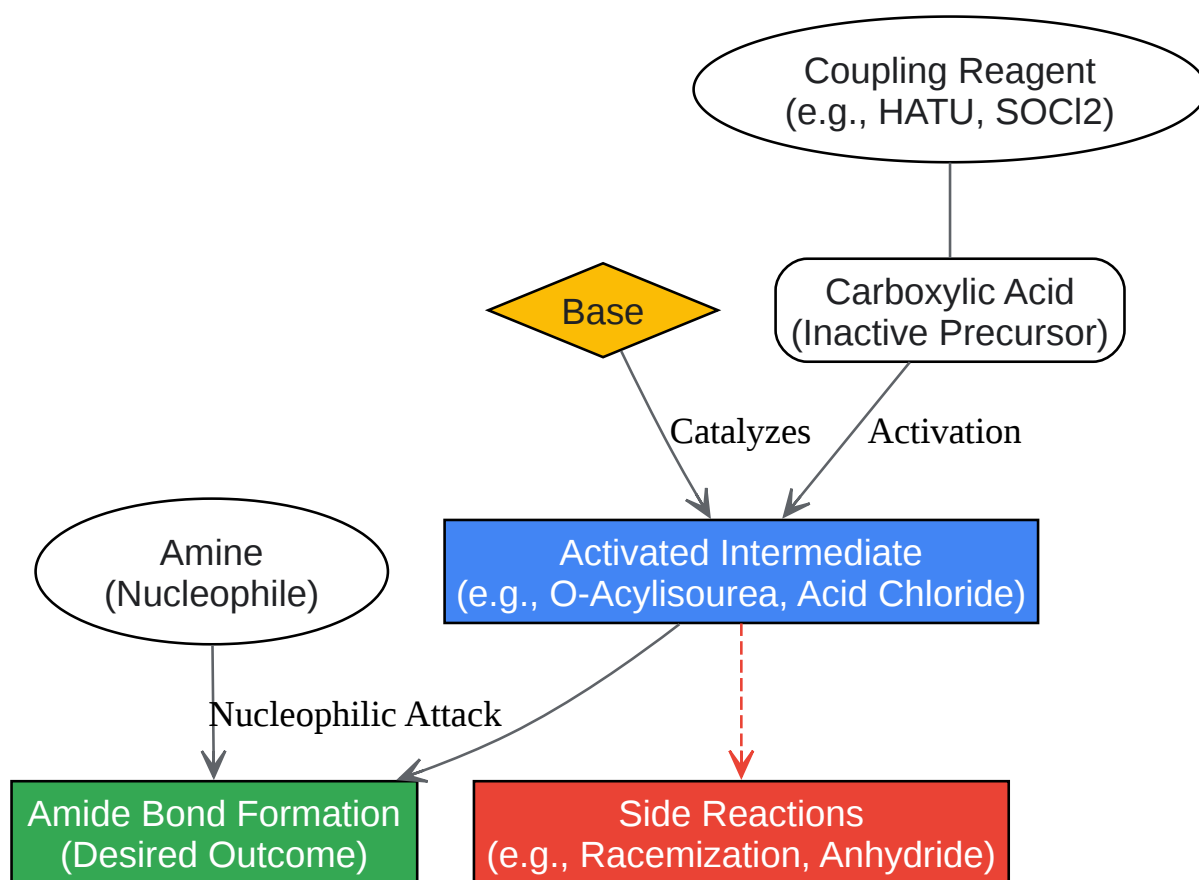 Coupling Reagent
(e.g., HATU, SOCl2)
Base
Carboxylic Acid
(Inactive Precursor)
Catalyzes
Activation
Amine
(Nucleophile)
Activated Intermediate
(e.g., O-Acylisourea, Acid Chloride)
Nucleophilic Attack
Amide Bond Formation
(Desired Outcome)
Side Reactions
(e.g., Racemization, Anhydride)